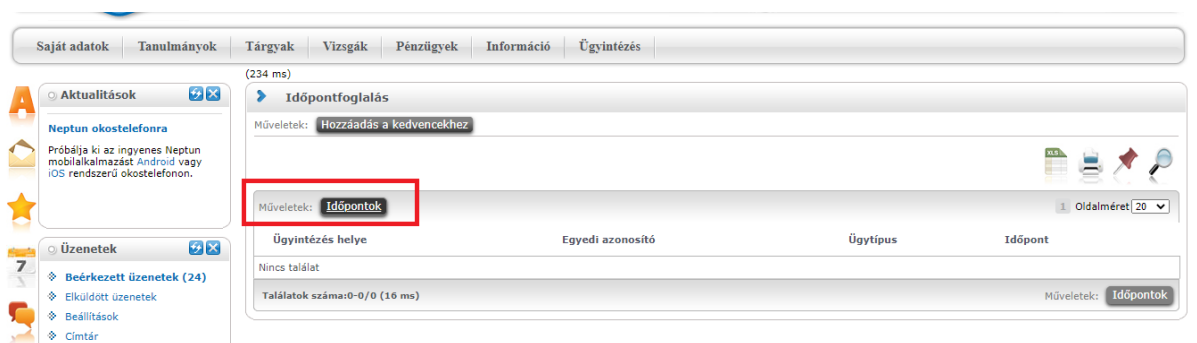 Saját adatok Tanulmányok Tárgyak Vizsgák Pénzügyek Információ Ügyintézés
(234 ms)
Aktualitások
Neptun okostelefonra
Próbálja ki az ingyenes Neptun
mobilalkalmazást Android vagy
iOS rendszerű okostelefonon.
Üzenetek
Beérkezett üzenetek (24)
Elküldött üzenetek
Beállítások
Címtár
7
Időpontfoglalás
Műveletek: Hozzáadás a kedvencekhez
XLS
Műveletek: Időpontok 1 Oldalméret 20
Ügyintézés helye Egyedi azonosító Ügytípus Időpont
Nincs találat
Találatok száma:0-0/0 (16 ms) Műveletek: Időpontok